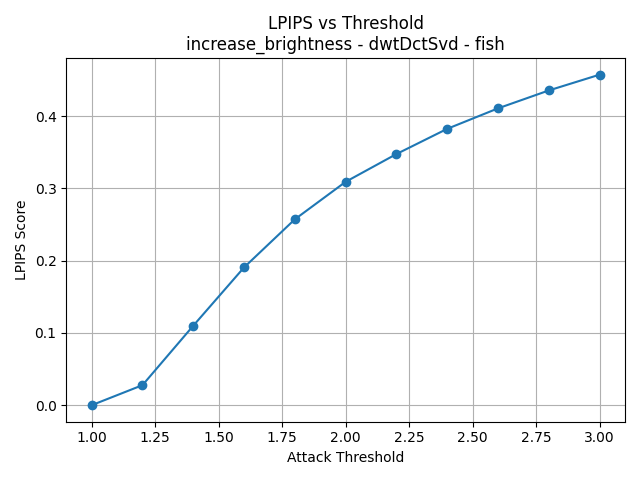 LPIPS vs Threshold
increase_brightness - dwtDctSvd - fish
LPIPS Score
0.4
0.3
0.2
0.1
0.0
1.00 1.25 1.50 1.75 2.00 2.25 2.50 2.75 3.00
Attack Threshold